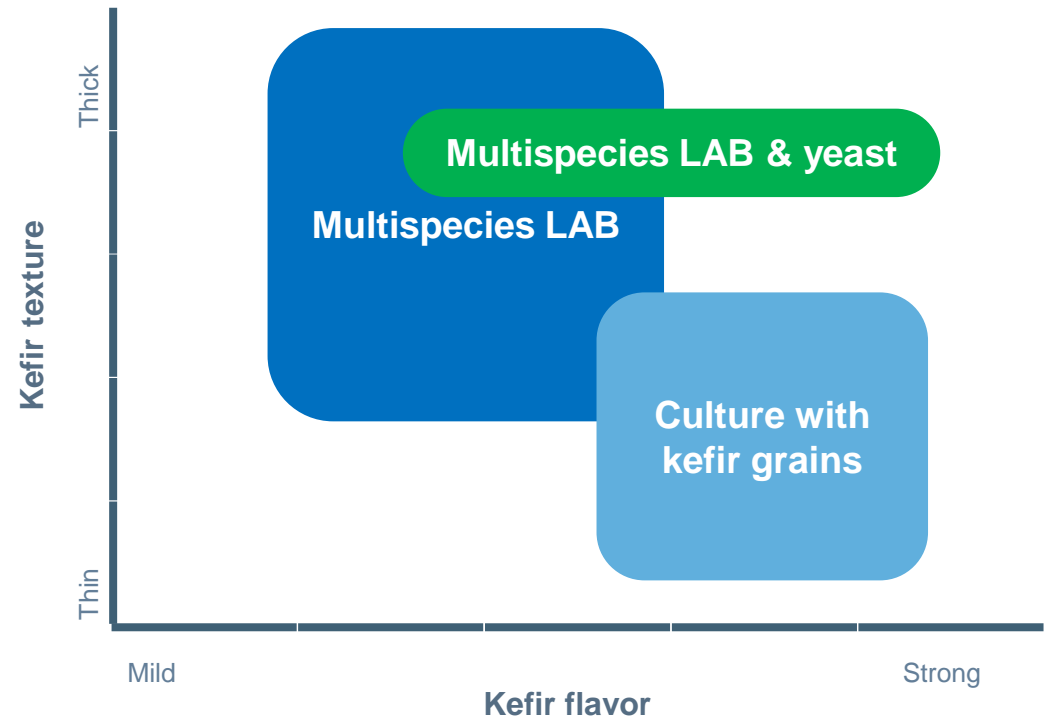 Thick
Multispecies LAB & yeast
Multispecies LAB
Kefir texture
Culture with
kefir grains
Thin
Mild
Strong
Kefir flavor